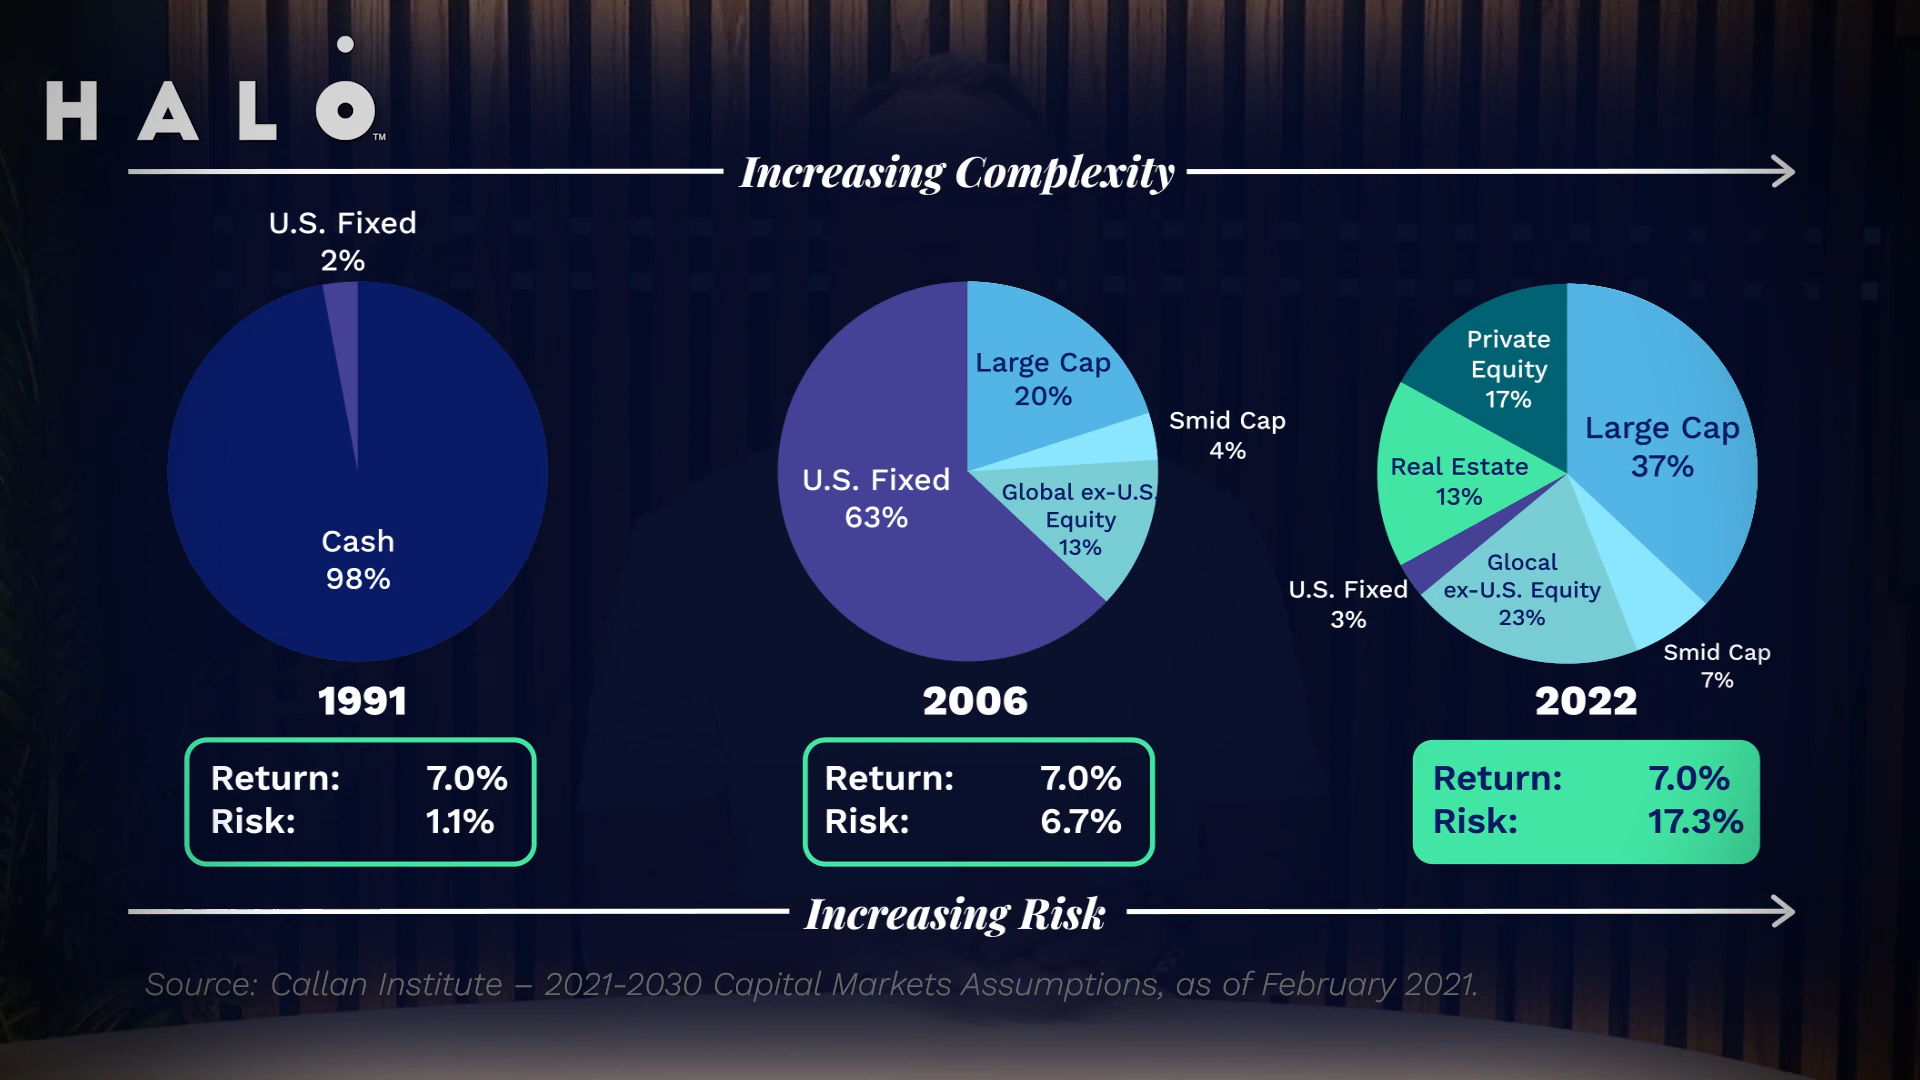 HALO™
Increasing Complexity
U.S. Fixed
2%
Cash
98%
1991
Return: 7.0%
Risk: 1.1%
Large Cap
20%
Smid Cap
4%
Global ex-U.S.
Equity
13%
U.S. Fixed
63%
2006
Return: 7.0%
Risk: 6.7%
Private
Equity
17%
Large Cap
37%
Real Estate
13%
Glocal
ex-U.S. Equity
23%
U.S. Fixed
3%
Smid Cap
7%
2022
Return: 7.0%
Risk: 17.3%
Increasing Risk
Source: Callan Institute – 2021-2030 Capital Markets Assumptions, as of February 2021.